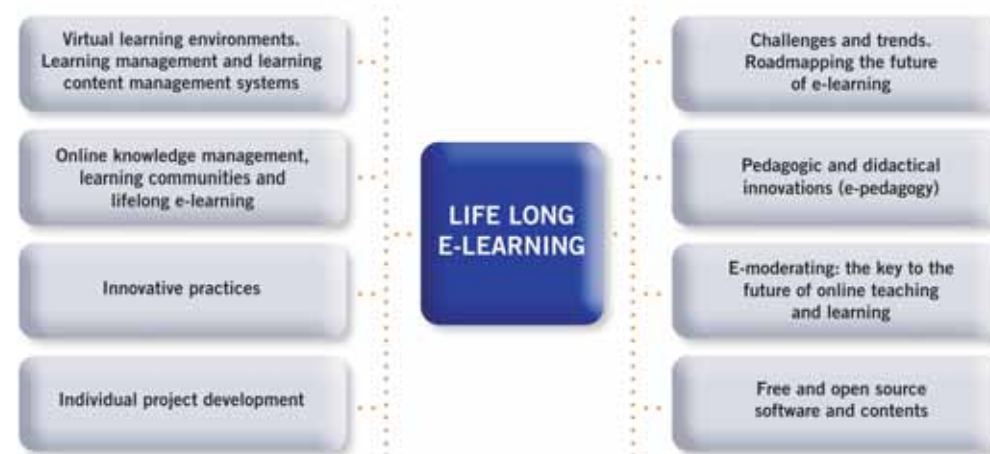 Virtual learning environments.
Learning management and learning
content management systems
Online knowledge management,
learning communities and
lifelong e-learning
Innovative practices
Individual project development
LIFE LONG
E-LEARNING
Challenges and trends.
Roadmapping the future
of e-learning
Pedagogic and didactical
innovations (e-pedagogy)
E-moderating: the key to the
future of online teaching
and learning
Free and open source
software and contents